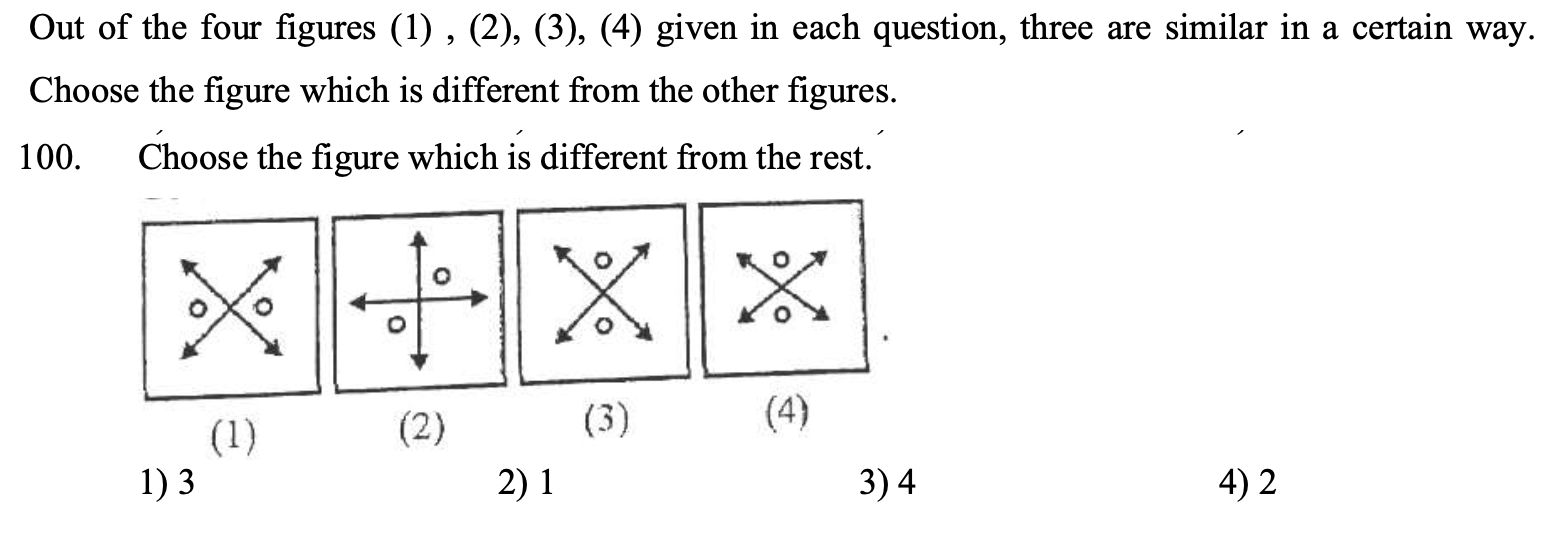 Out of the four figures (1) , (2), (3), (4) given in each question, three are similar in a certain way.
Choose the figure which is different from the other figures.
100. Choose the figure which is different from the rest.
(1) (2) (3) (4)
1) 3 2) 1 3) 4 4) 2